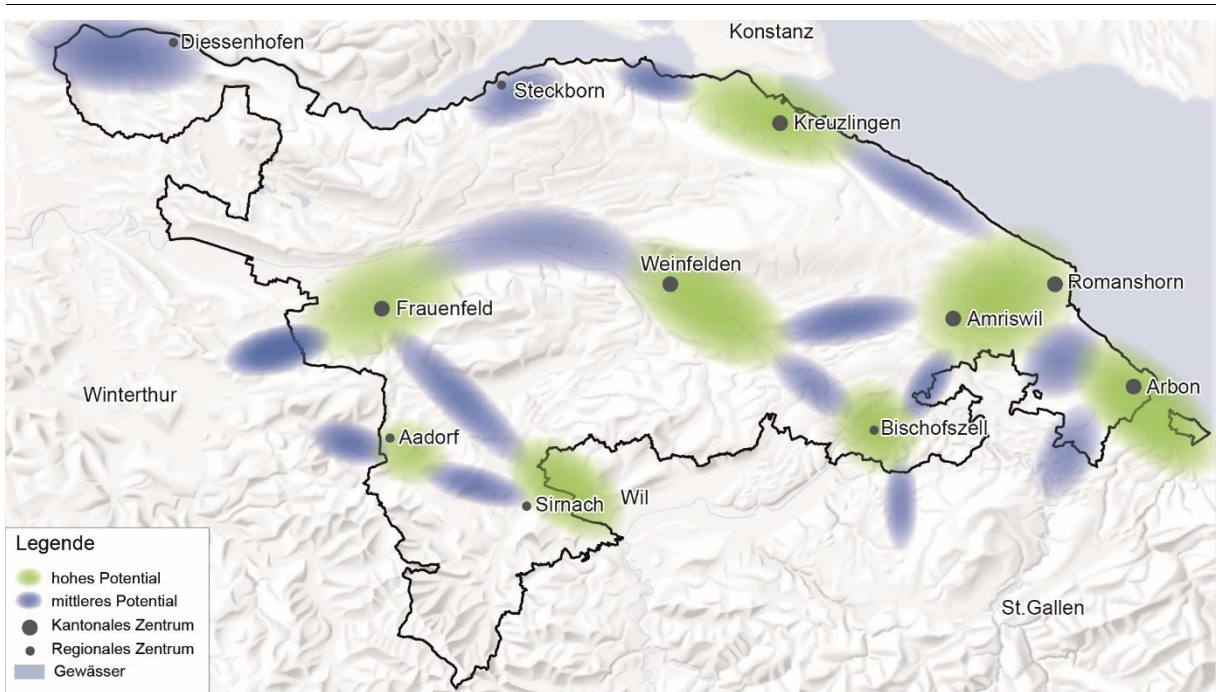 Diessenhofen
Konstanz
Steckborn
Kreuzlingen
Weinfelden
Romanshorn
Frauenfeld
Amriswil
Winterthur
Arbon
Aadorf
Bischofszell
Sirnach
Wil
St.Gallen
Legende
hohes Potential
mittleres Potential
Kantonales Zentrum
Regionales Zentrum
Gewässer